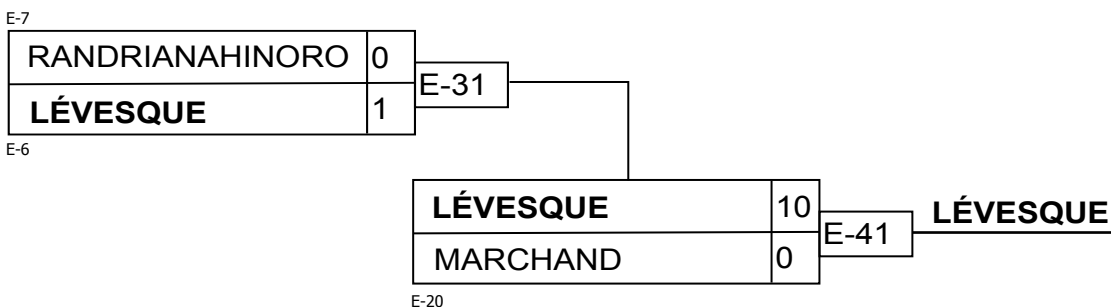 E-7
RANDRIANAHINORO 0
E-31
LÉVESQUE 1
E-6
LÉVESQUE 10
LÉVESQUE
E-41
MARCHAND 0
E-20